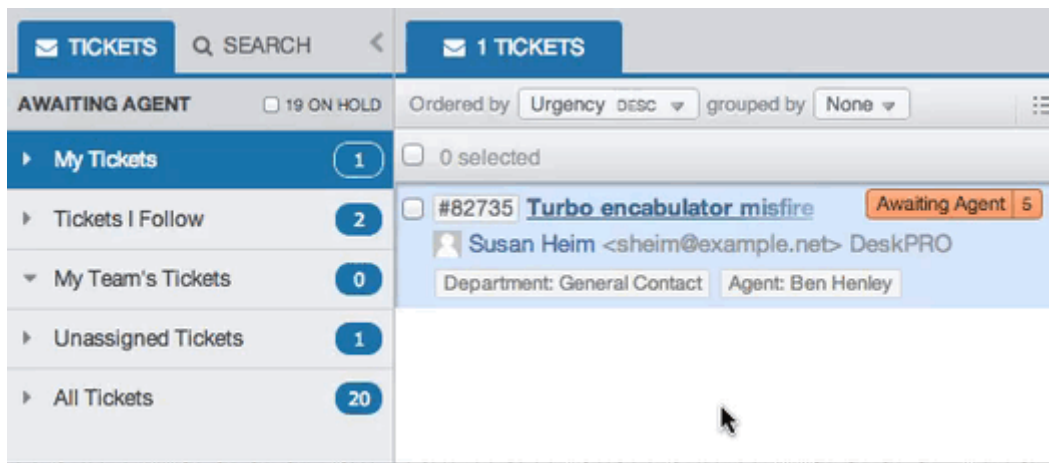 TICKETS SEARCH
AWAITING AGENT 19 ON HOLD
My Tickets 1
Tickets I Follow 2
My Team's Tickets 0
Unassigned Tickets 1
All Tickets 20
1 TICKETS
Ordered by Urgency DESC grouped by None
0 selected
#82735 Turbo encabulator misfire Awaiting Agent 5
Susan Heim <sheim@example.net> DeskPRO
Department: General Contact Agent: Ben Henley